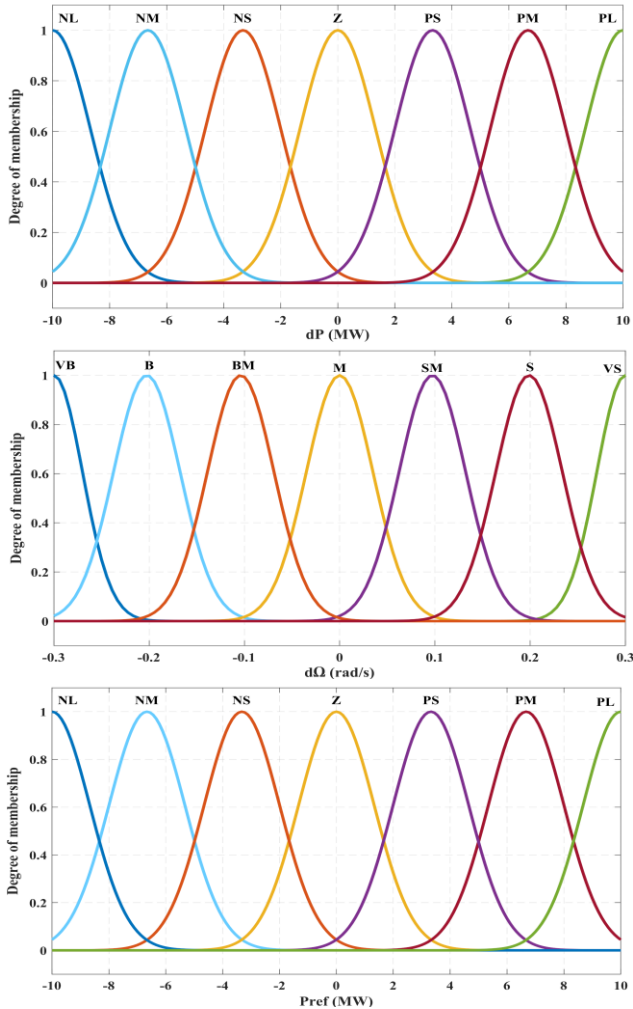 NL NM NS Z PS PM PL
1
0.8
0.6
0.4
0.2
0
Degree of membership
-10 -8 -6 -4 -2 0 2 4 6 8 10
dP (MW)
VB B BM M SM S VS
1
0.8
0.6
0.4
0.2
0
Degree of membership
-0.3 -0.2 -0.1 0 0.1 0.2 0.3
dΩ (rad/s)
NL NM NS Z PS PM PL
1
0.8
0.6
0.4
0.2
0
Degree of membership
-10 -8 -6 -4 -2 0 2 4 6 8 10
Pref (MW)